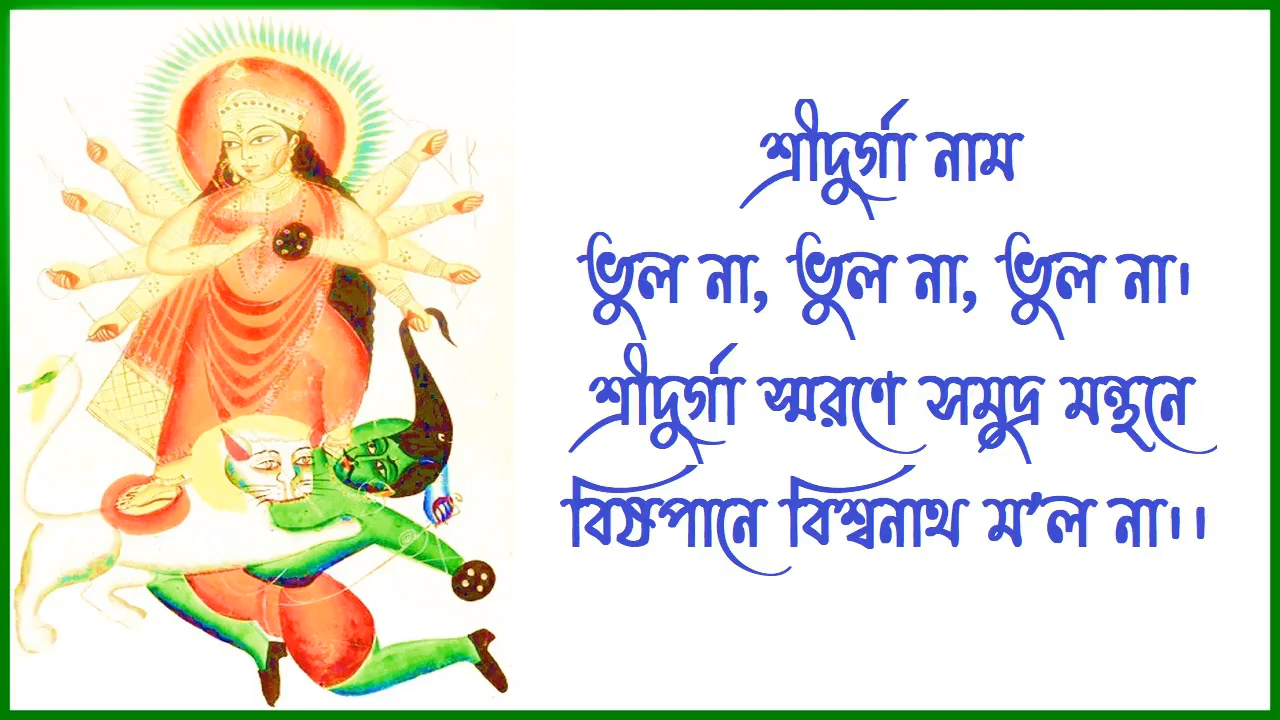 শ্রীদুর্গা নাম
ভুল না, ভুল না, ভুল না।
শ্রীদুর্গা স্মরণে সমুদ্র মন্থনে
বিষপানে বিশ্বনাথ ম'ল না।।